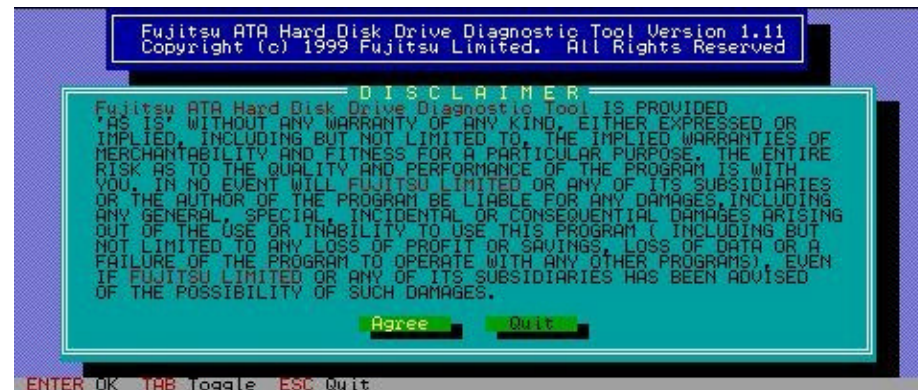 Fujitsu ATA Hard Disk Drive Diagnostic Tool Version 1.11
Copyright (c) 1999 Fujitsu Limited. All Rights Reserved
DISCLAIMER
Fujitsu ATA Hard Disk Drive Diagnostic Tool IS PROVIDED
'AS IS' WITHOUT ANY WARRANTY OF ANY KIND, EITHER EXPRESSED OR
IMPLIED, INCLUDING BUT NOT LIMITED TO, THE IMPLIED WARRANTIES OF
MERCHANTABILITY AND FITNESS FOR A PARTICULAR PURPOSE. THE ENTIRE
RISK AS TO THE QUALITY AND PERFORMANCE OF THE PROGRAM IS WITH
YOU. IN NO EVENT WILL FUJITSU LIMITED OR ANY OF ITS SUBSIDIARIES
OR THE AUTHOR OF THE PROGRAM BE LIABLE FOR ANY DAMAGES,INCLUDING
ANY GENERAL, SPECIAL, INCIDENTAL OR CONSEQUENTIAL DAMAGES ARISING
OUT OF THE USE OR INABILITY TO USE THIS PROGRAM ( INCLUDING BUT
NOT LIMITED TO ANY LOSS OF PROFIT OR SAVINGS, LOSS OF DATA OR A
FAILURE OF THE PROGRAM TO OPERATE WITH ANY OTHER PROGRAMS), EVEN
IF FUJITSU LIMITED OR ANY OF ITS SUBSIDIARIES HAS BEEN ADVISED
OF THE POSSIBILITY OF SUCH DAMAGES.
Agree Quit
ENTER OK TAB Toggle ESC Quit